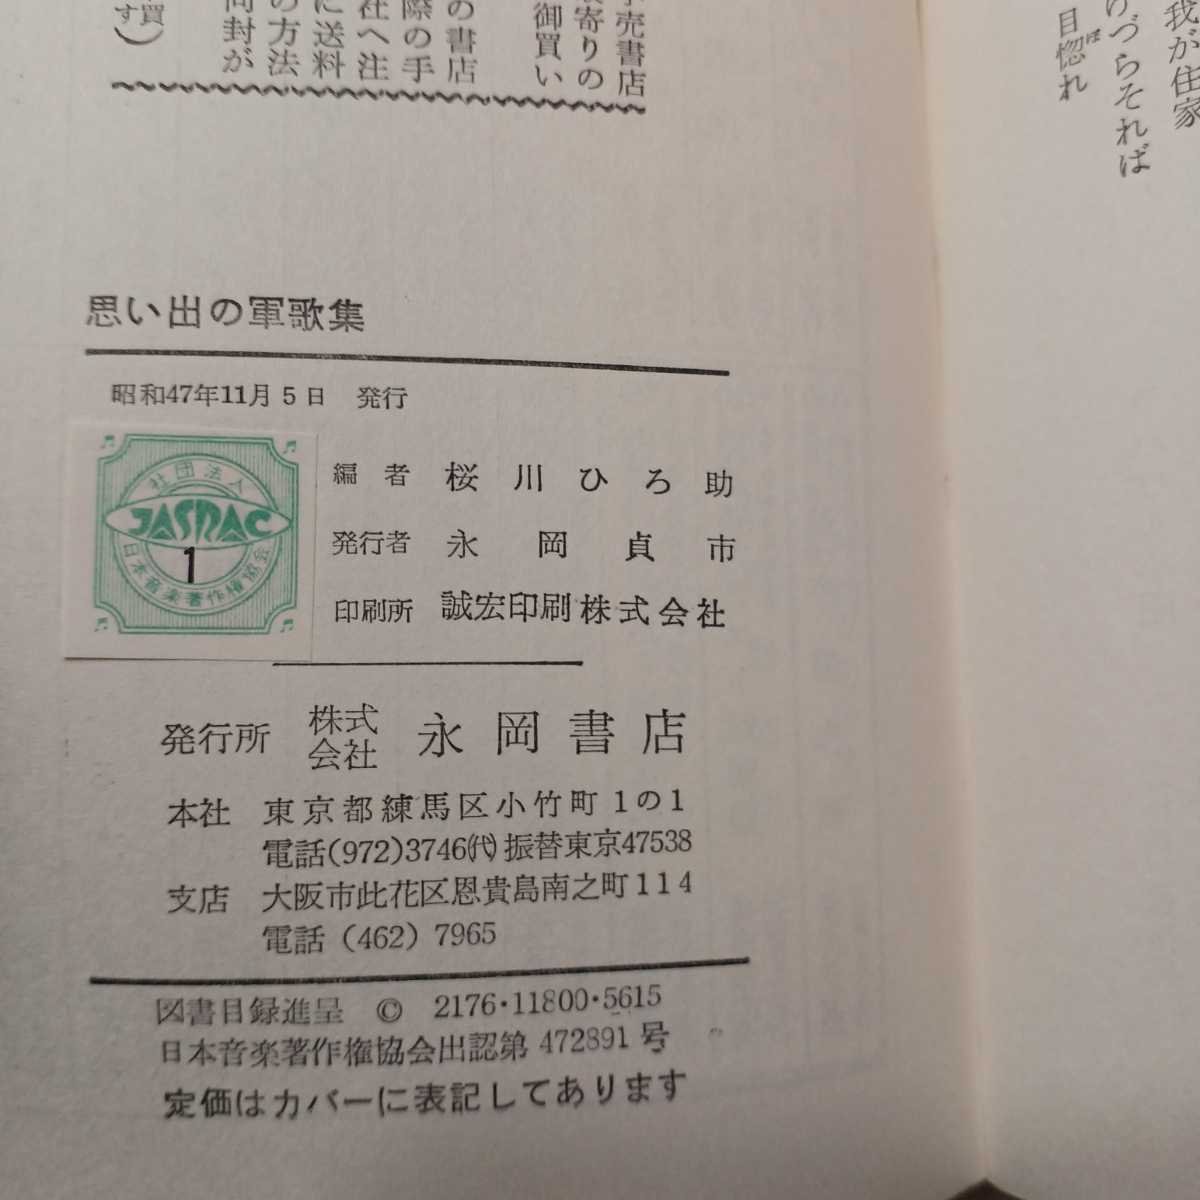 我が住家
づらそれば
目惚れ
ぼ
売書店
寄りの
御買い
の書店
際の手
社へ注
に送料
の方法
同封が
買
す)
思い出の軍歌集
昭和47年11月5日 発行
社団法人
JASRAC
1
日本音楽著作権協会
編者 桜川ひろ助
発行者 永岡貞市
印刷所 誠宏印刷株式会社
発行所 株式会社 永岡書店
本社 東京都練馬区小竹町1の1
電話(972)3746㈹振替東京47538
支店 大阪市此花区恩貴島南之町114
電話(462)7965
図書目録進呈 © 2176・11800・5615
日本音楽著作権協会出認第472891号
定価はカバーに表記してあります